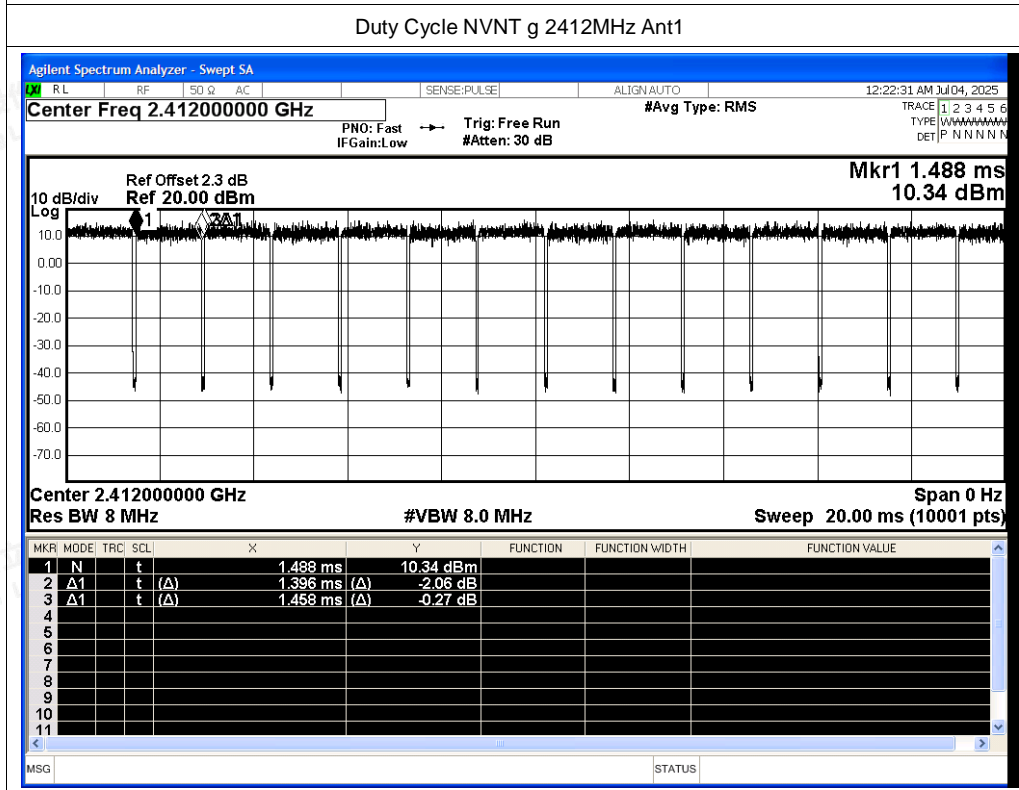 Duty Cycle NVNT g 2412MHz Ant1
Agilent Spectrum Analyzer - Swept SA
LXI RL RF 50 Ω AC SENSE:PULSE ALIGN AUTO 12:22:31 AM Jul 04, 2025
Center Freq 2.412000000 GHz #Avg Type: RMS TRACE 1 2 3 4 5 6
PNO: Fast Trig: Free Run TYPE WWWWWW
IFGain:Low #Atten: 30 dB DET P N N N N N
Mkr1 1.488 ms
Ref Offset 2.3 dB
10 dB/div Ref 20.00 dBm 10.34 dBm
Log
1 3Δ1
10.0
0.00
-10.0
-20.0
-30.0
-40.0
-50.0
-60.0
-70.0
Center 2.412000000 GHz Span 0 Hz
Res BW 8 MHz #VBW 8.0 MHz Sweep 20.00 ms (10001 pts)
MKR MODE TRC SCL X Y FUNCTION FUNCTION WIDTH FUNCTION VALUE
1 N t 1.488 ms 10.34 dBm
2 Δ1 t (Δ) 1.396 ms (Δ) -2.06 dB
3 Δ1 t (Δ) 1.458 ms (Δ) -0.27 dB
4
5
6
7
8
9
10
11
MSG STATUS